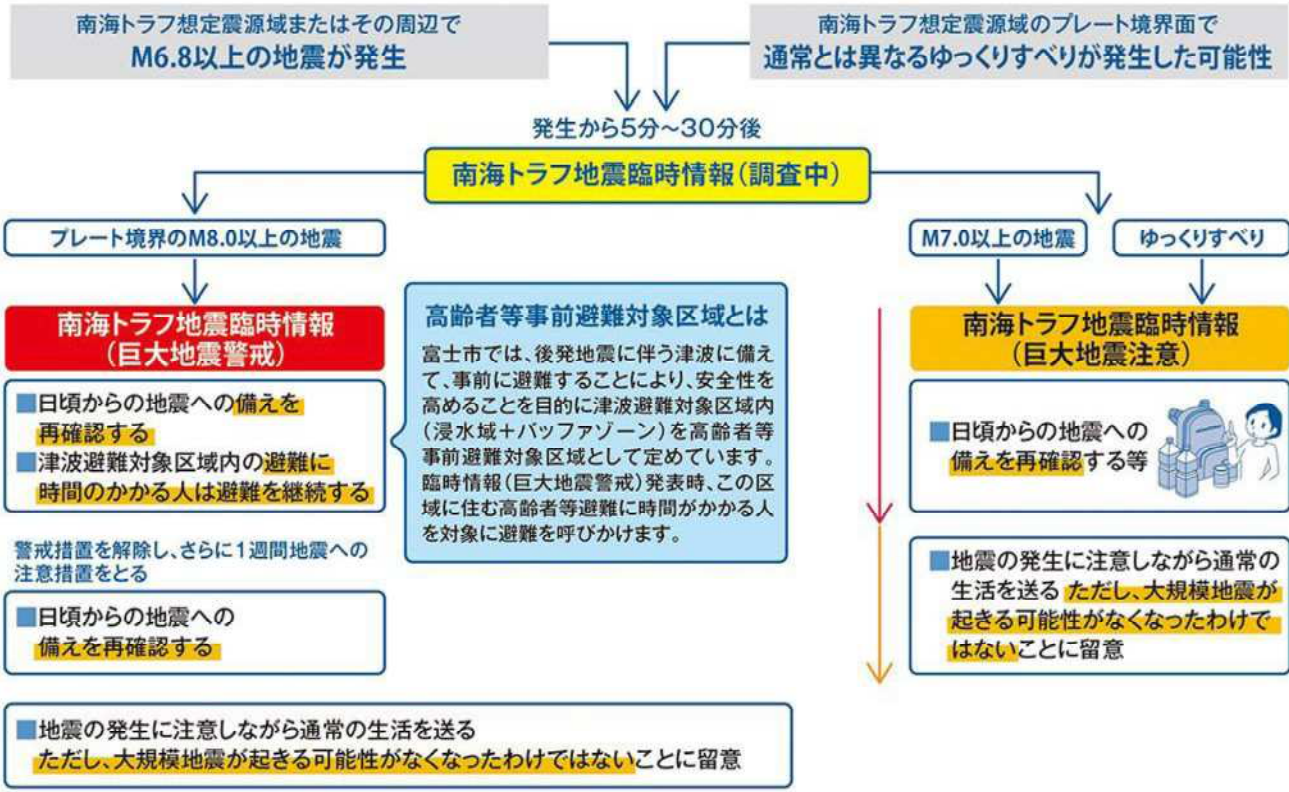 南海トラフ想定震源域またはその周辺で
M6.8以上の地震が発生
南海トラフ想定震源域のプレート境界面で
通常とは異なるゆっくりすべりが発生した可能性
発生から5分～30分後
南海トラフ地震臨時情報（調査中）
プレート境界のM8.0以上の地震
M7.0以上の地震
ゆっくりすべり
南海トラフ地震臨時情報
（巨大地震警戒）
■日頃からの地震への備えを
再確認する
■津波避難対象区域内の避難に
時間のかかる人は避難を継続する
警戒措置を解除し、さらに1週間地震への
注意措置をとる
■日頃からの地震への
備えを再確認する
高齢者等事前避難対象区域とは
富士市では、後発地震に伴う津波に備え
て、事前に避難することにより、安全性を
高めることを目的に津波避難対象区域内
（浸水域＋バッファゾーン）を高齢者等
事前避難対象区域として定めています。
臨時情報（巨大地震警戒）発表時、この区
域に住む高齢者等避難に時間がかかる人
を対象に避難を呼びかけます。
南海トラフ地震臨時情報
（巨大地震注意）
■日頃からの地震への
備えを再確認する等
■地震の発生に注意しながら通常の
生活を送る ただし、大規模地震が
起きる可能性がなくなったわけで
はないことに留意
■地震の発生に注意しながら通常の生活を送る
ただし、大規模地震が起きる可能性がなくなったわけではないことに留意